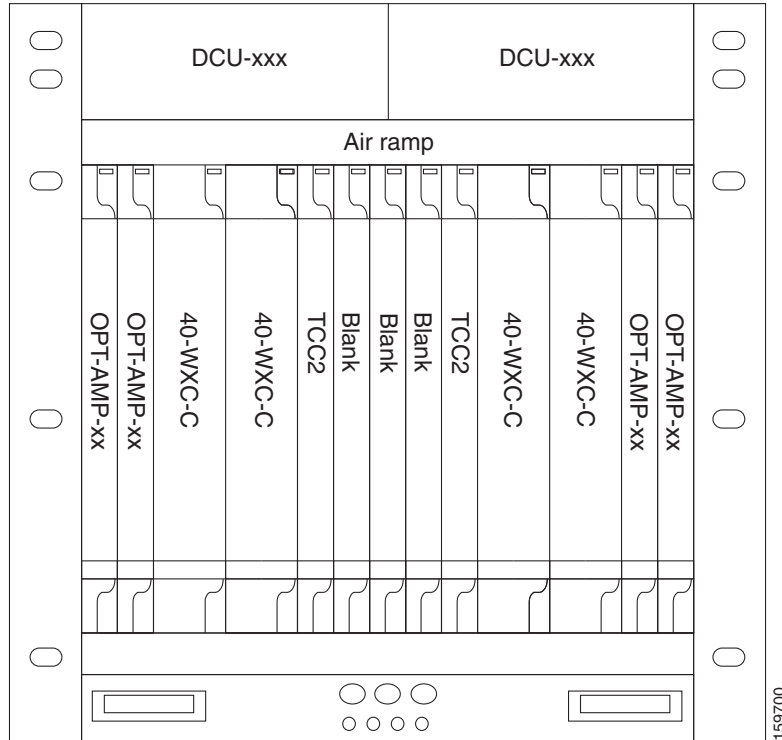 DCU-xxx
DCU-xxx
Air ramp
OPT-AMP-xx
OPT-AMP-xx
40-WXC-C
40-WXC-C
TCC2
Blank
Blank
Blank
TCC2
40-WXC-C
40-WXC-C
OPT-AMP-xx
OPT-AMP-xx
159700